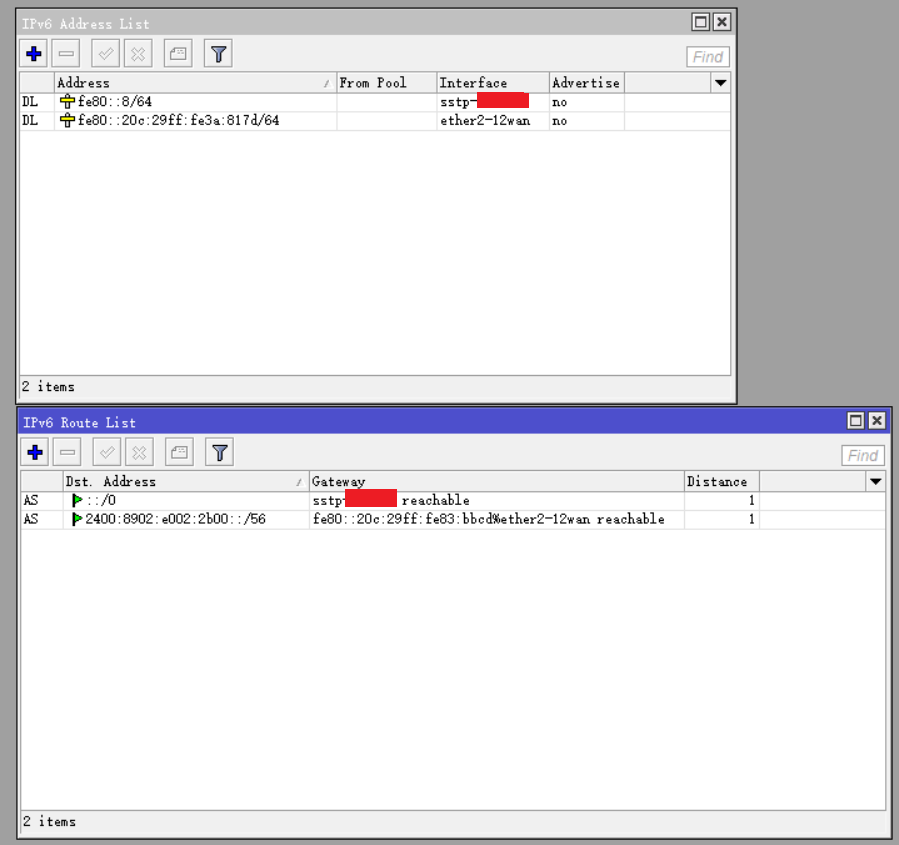 IPv6 Address List
Find
Address From Pool Interface Advertise
DL fe80::8/64 sstp- no
DL fe80::20c:29ff:fe3a:817d/64 ether2-12wan no
2 items
IPv6 Route List
Find
Dst. Address Gateway Distance
AS ::/0 sstp- reachable 1
AS 2400:8902:e002:2b00::/56 fe80::20c:29ff:fe83:bbcd%ether2-12wan reachable 1
2 items